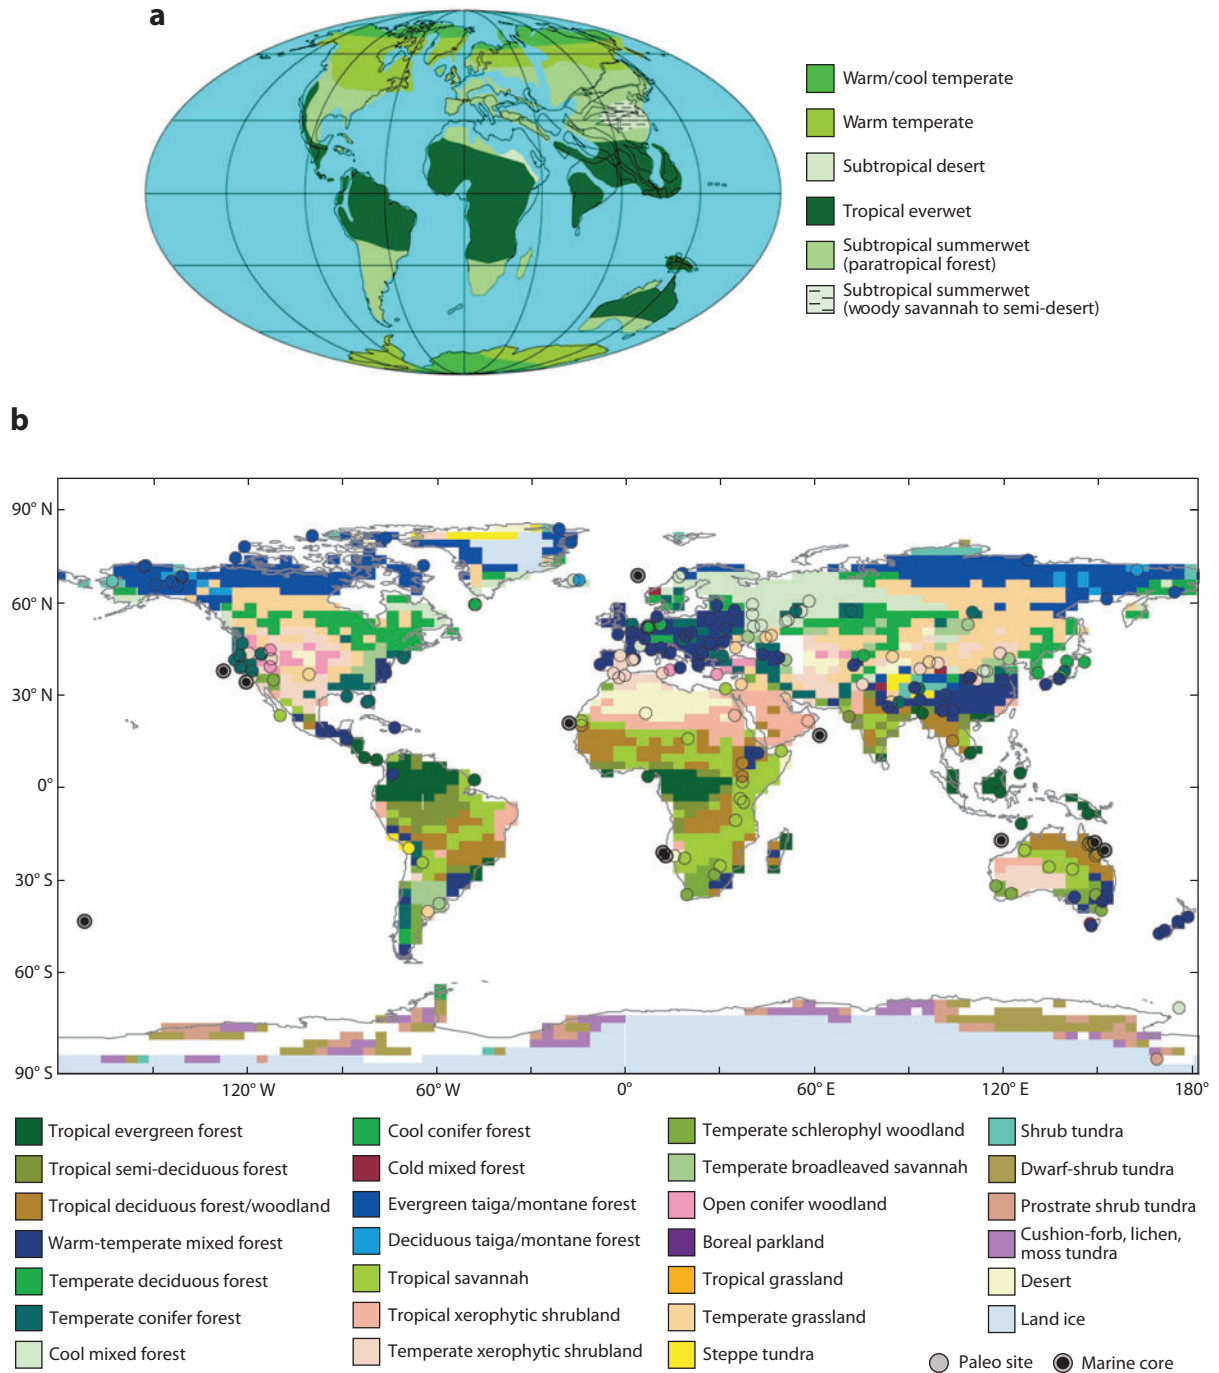 a
Warm/cool temperate
Warm temperate
Subtropical desert
Tropical everwet
Subtropical summerwet
(paratropical forest)
Subtropical summerwet
(woody savannah to semi-desert)
b
90° N
60° N
30° N
0°
30° S
60° S
90° S
120° W
60° W
0°
60° E
120° E
180°
Tropical evergreen forest
Tropical semi-deciduous forest
Tropical deciduous forest/woodland
Warm-temperate mixed forest
Temperate deciduous forest
Temperate conifer forest
Cool mixed forest
Cool conifer forest
Cold mixed forest
Evergreen taiga/montane forest
Deciduous taiga/montane forest
Tropical savannah
Tropical xerophytic shrubland
Temperate xerophytic shrubland
Temperate schlerophyl woodland
Temperate broadleaved savannah
Open conifer woodland
Boreal parkland
Tropical grassland
Temperate grassland
Steppe tundra
Shrub tundra
Dwarf-shrub tundra
Prostrate shrub tundra
Cushion-forb, lichen,
moss tundra
Desert
Land ice
Paleo site
Marine core